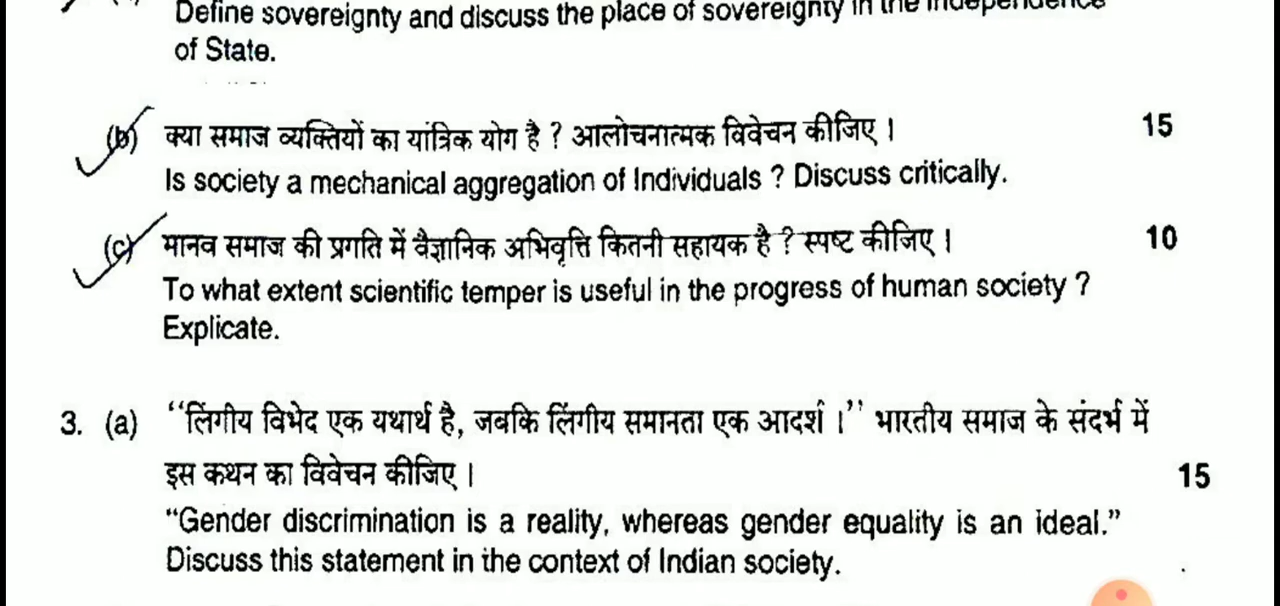 Define sovereignty and discuss the place of sovereignty in the independence
of State.
(b) क्या समाज व्यक्तियों का यांत्रिक योग है ? आलोचनात्मक विवेचन कीजिए । 15
Is society a mechanical aggregation of Individuals ? Discuss critically.
(c) मानव समाज की प्रगति में वैज्ञानिक अभिवृत्ति कितनी सहायक है ? स्पष्ट कीजिए । 10
To what extent scientific temper is useful in the progress of human society ?
Explicate.
3. (a) “लिंगीय विभेद एक यथार्थ है, जबकि लिंगीय समानता एक आदर्श ।” भारतीय समाज के संदर्भ में
इस कथन का विवेचन कीजिए । 15
“Gender discrimination is a reality, whereas gender equality is an ideal.”
Discuss this statement in the context of Indian society.